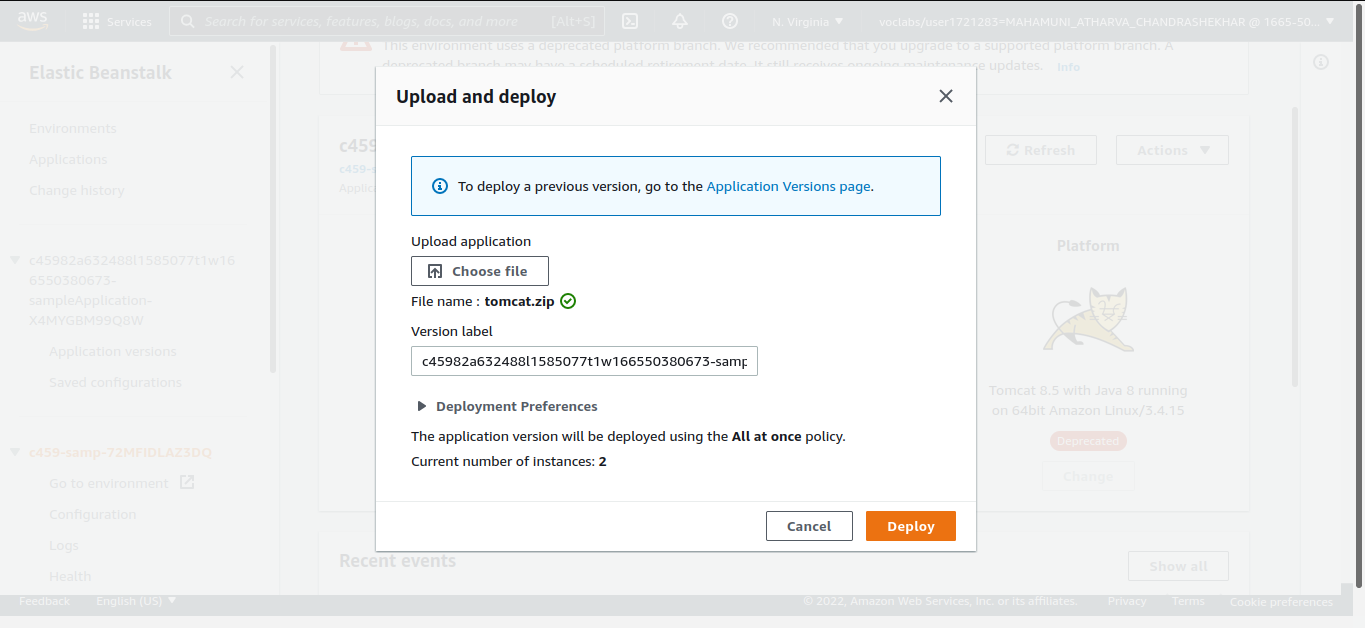 aws
Services
Search for services, features, blogs, docs, and more
[Alt+S]
N. Virginia
voclabs/user1721283=MAHAMUNI_ATHARVA_CHANDRASHEKHAR @ 1665-50...
This environment uses a deprecated platform branch. We recommended that you upgrade to a supported platform branch. A
deprecated branch may have a scheduled retirement date. It still receives ongoing maintenance updates. Info
Elastic Beanstalk
Environments
Applications
Change history
c45982a632488l1585077t1w16
6550380673-
sampleApplication-
X4MYGBM99Q8W
Application versions
Saved configurations
c459-samp-72MFIDLAZ3DQ
Go to environment
Configuration
Logs
Health
c459
c459-s
Applic
Refresh
Actions
Platform
Tomcat 8.5 with Java 8 running
on 64bit Amazon Linux/3.4.15
Deprecated
Change
Recent events
Show all
Upload and deploy
To deploy a previous version, go to the Application Versions page.
Upload application
Choose file
File name : tomcat.zip
Version label
c45982a632488l1585077t1w166550380673-samp
Deployment Preferences
The application version will be deployed using the All at once policy.
Current number of instances: 2
Cancel
Deploy
Feedback
English (US)
© 2022, Amazon Web Services, Inc. or its affiliates.
Privacy
Terms
Cookie preferences